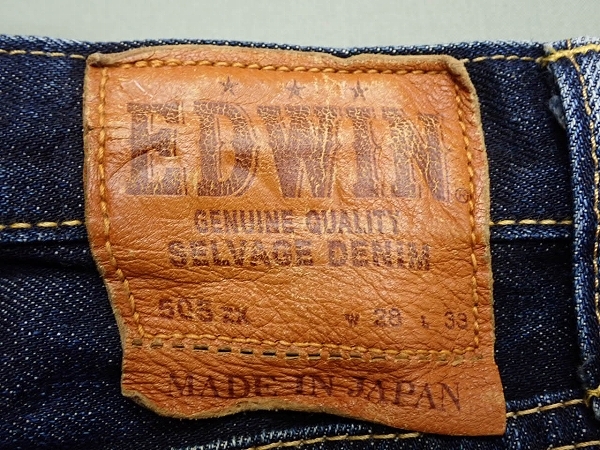 EDWIN®
GENUINE QUALITY
SELVAGE DENIM
503 ZX W 28 L 33
MADE IN JAPAN